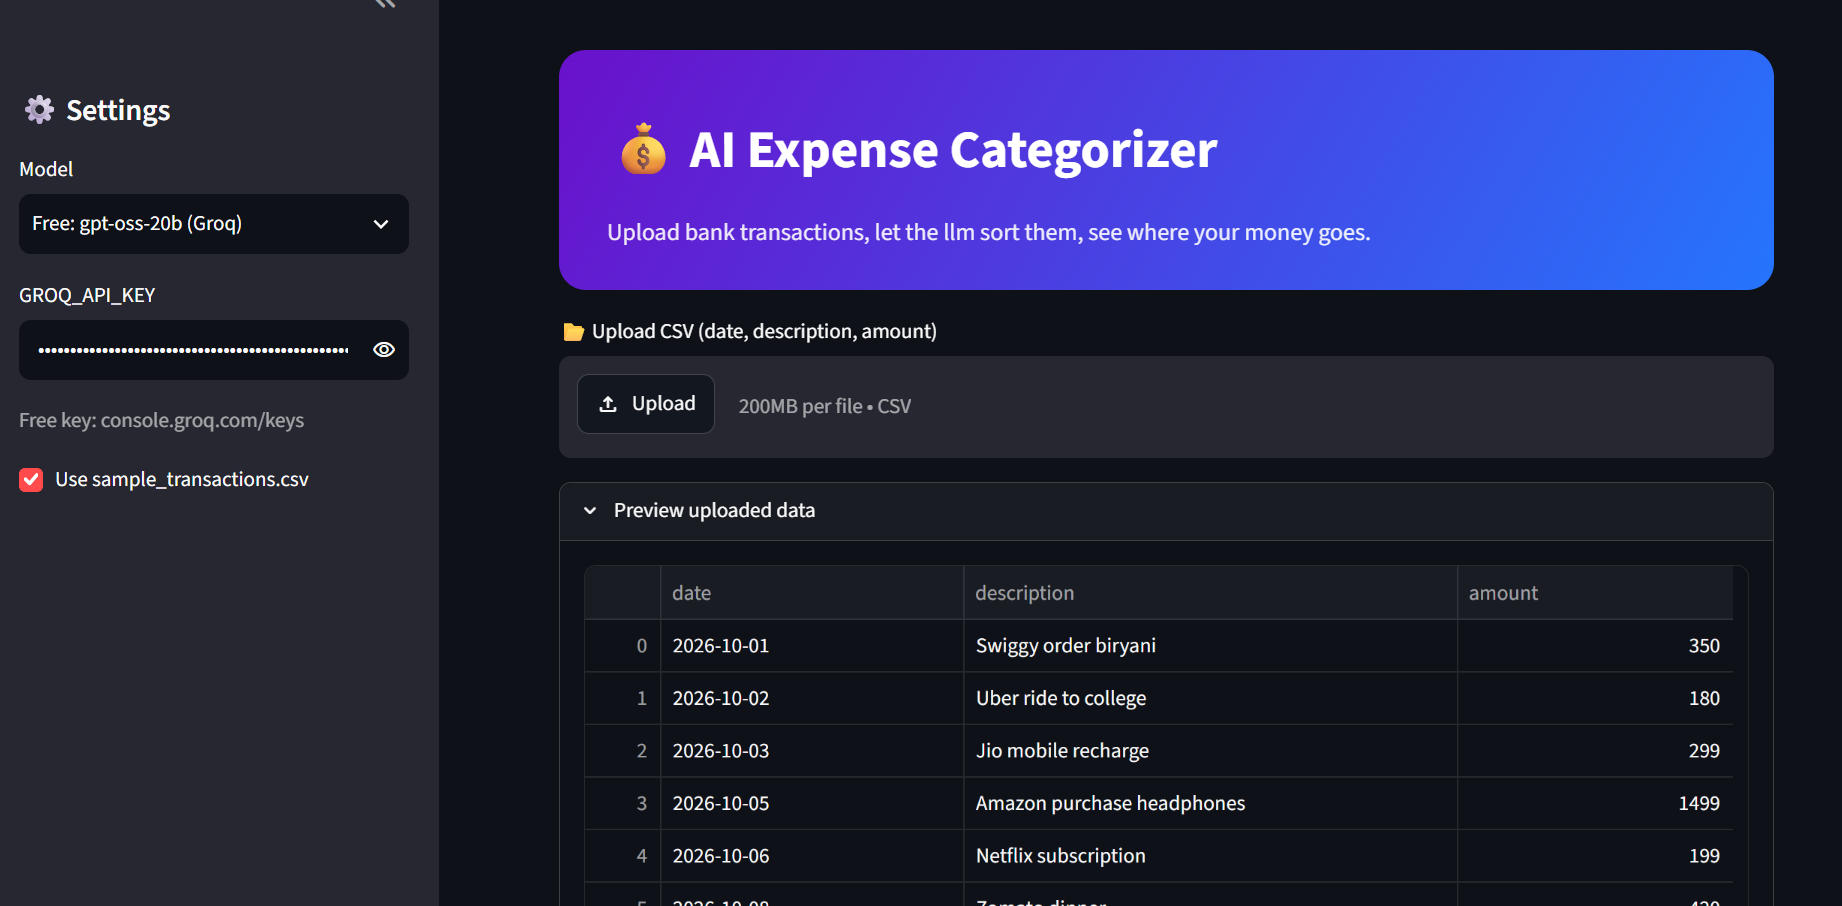 Settings
Model
Free: gpt-oss-20b (Groq)
GROQ_API_KEY
Free key: console.groq.com/keys
Use sample_transactions.csv
AI Expense Categorizer
Upload bank transactions, let the llm sort them, see where your money goes.
Upload CSV (date, description, amount)
Upload 200MB per file • CSV
Preview uploaded data
date description amount
0 2026-10-01 Swiggy order biryani 350
1 2026-10-02 Uber ride to college 180
2 2026-10-03 Jio mobile recharge 299
3 2026-10-05 Amazon purchase headphones 1499
4 2026-10-06 Netflix subscription 199